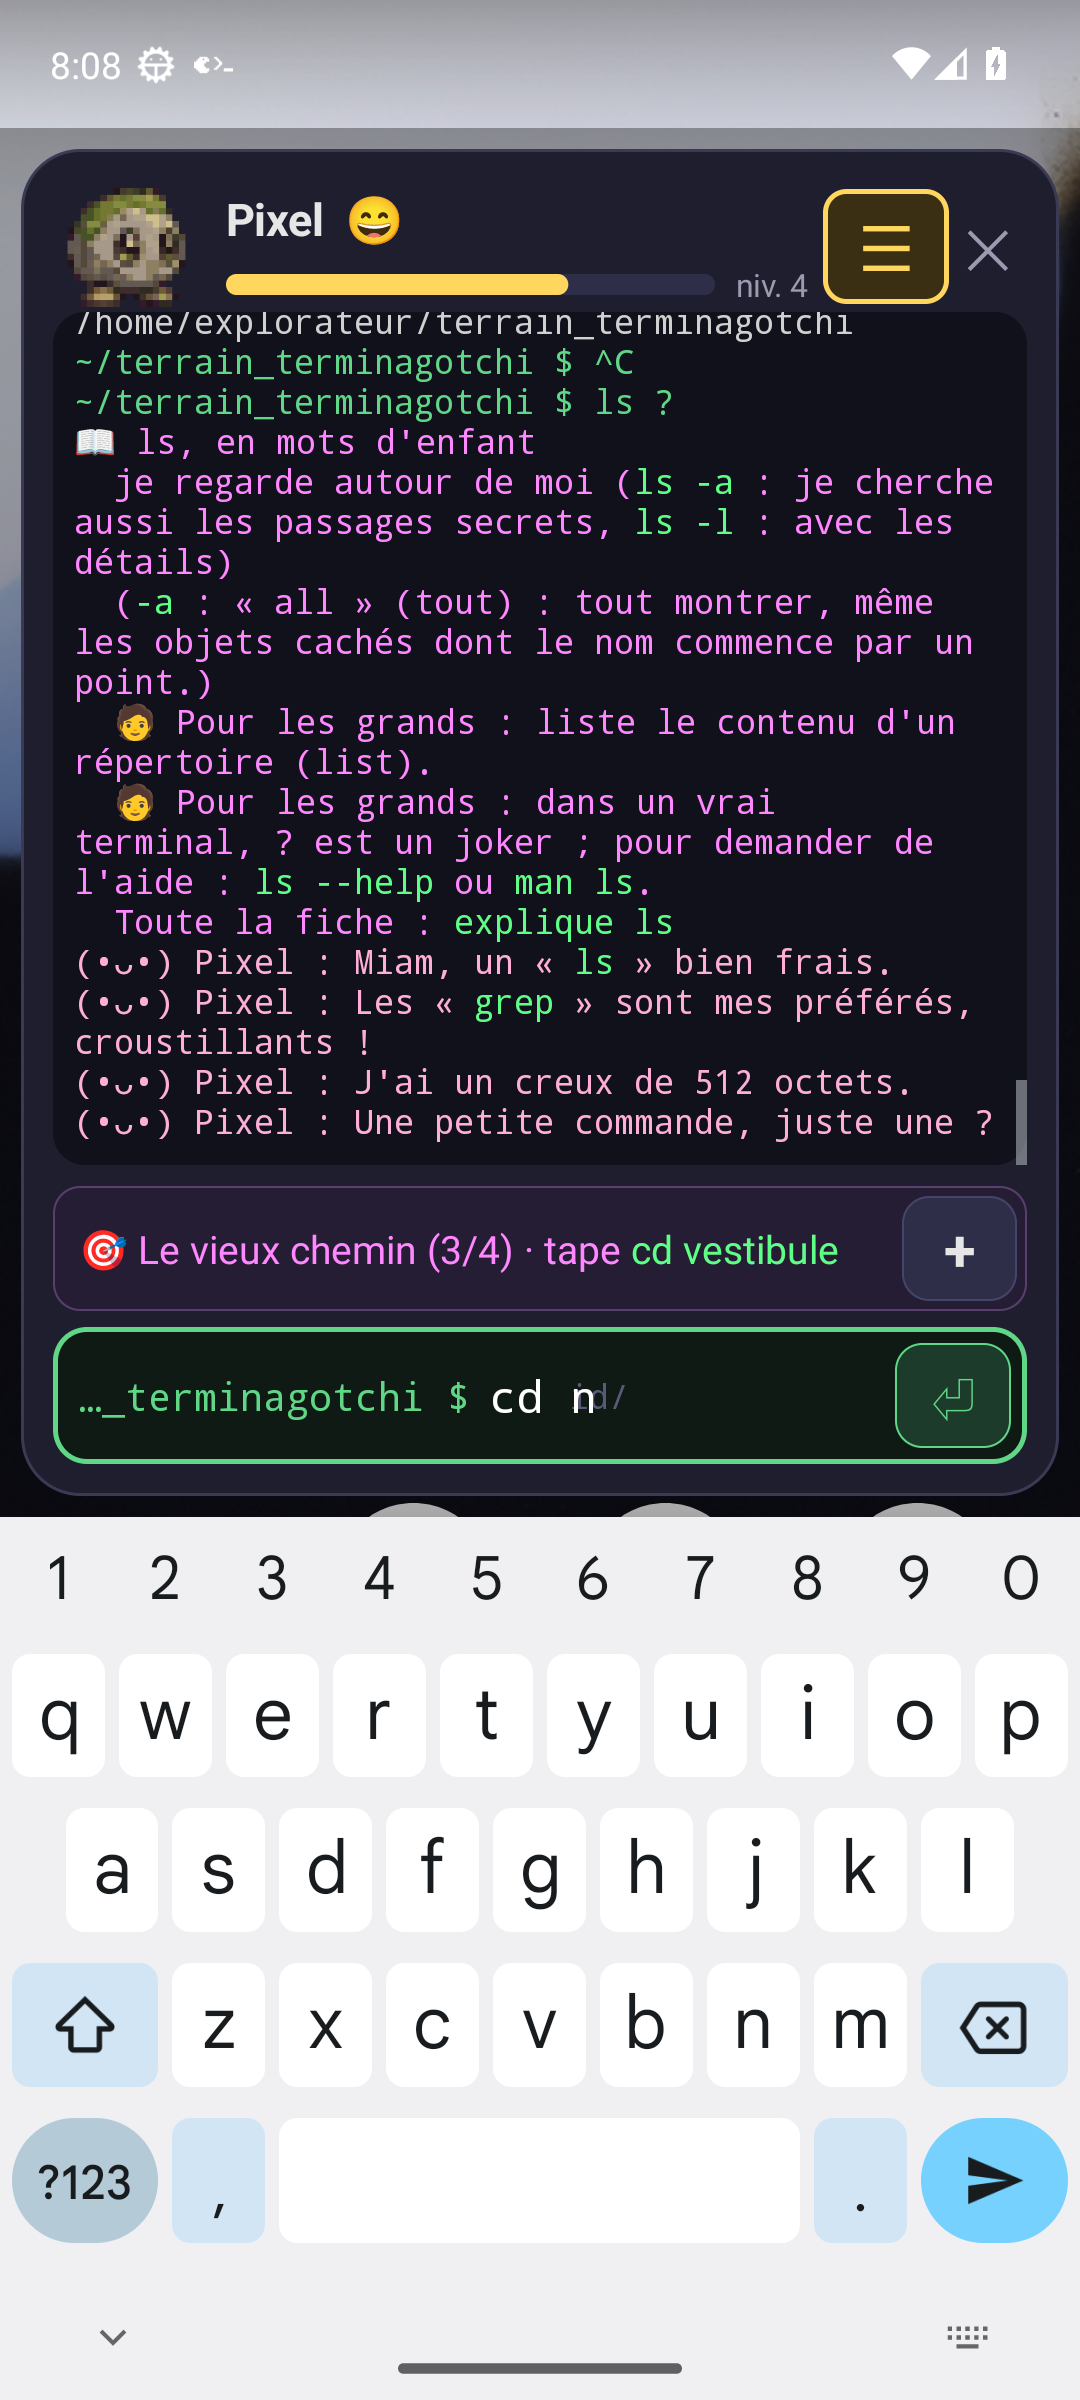 8:08
Pixel 😄
niv. 4
/home/explorateur/terrain_terminagotchi
~/terrain_terminagotchi $ ^C
~/terrain_terminagotchi $ ls ?
📖 ls, en mots d'enfant
je regarde autour de moi (ls -a : je cherche
aussi les passages secrets, ls -l : avec les
détails)
(-a : « all » (tout) : tout montrer, même
les objets cachés dont le nom commence par un
point.)
🧑 Pour les grands : liste le contenu d'un
répertoire (list).
🧑 Pour les grands : dans un vrai
terminal, ? est un joker ; pour demander de
l'aide : ls --help ou man ls.
Toute la fiche : explique ls
(•ᴗ•) Pixel : Miam, un « ls » bien frais.
(•ᴗ•) Pixel : Les « grep » sont mes préférés,
croustillants !
(•ᴗ•) Pixel : J'ai un creux de 512 octets.
(•ᴗ•) Pixel : Une petite commande, juste une ?
🎯 Le vieux chemin (3/4) · tape cd vestibule
+
…_terminagotchi $ cd nid/
1 2 3 4 5 6 7 8 9 0
q w e r t y u i o p
a s d f g h j k l
z x c v b n m
?123 , .